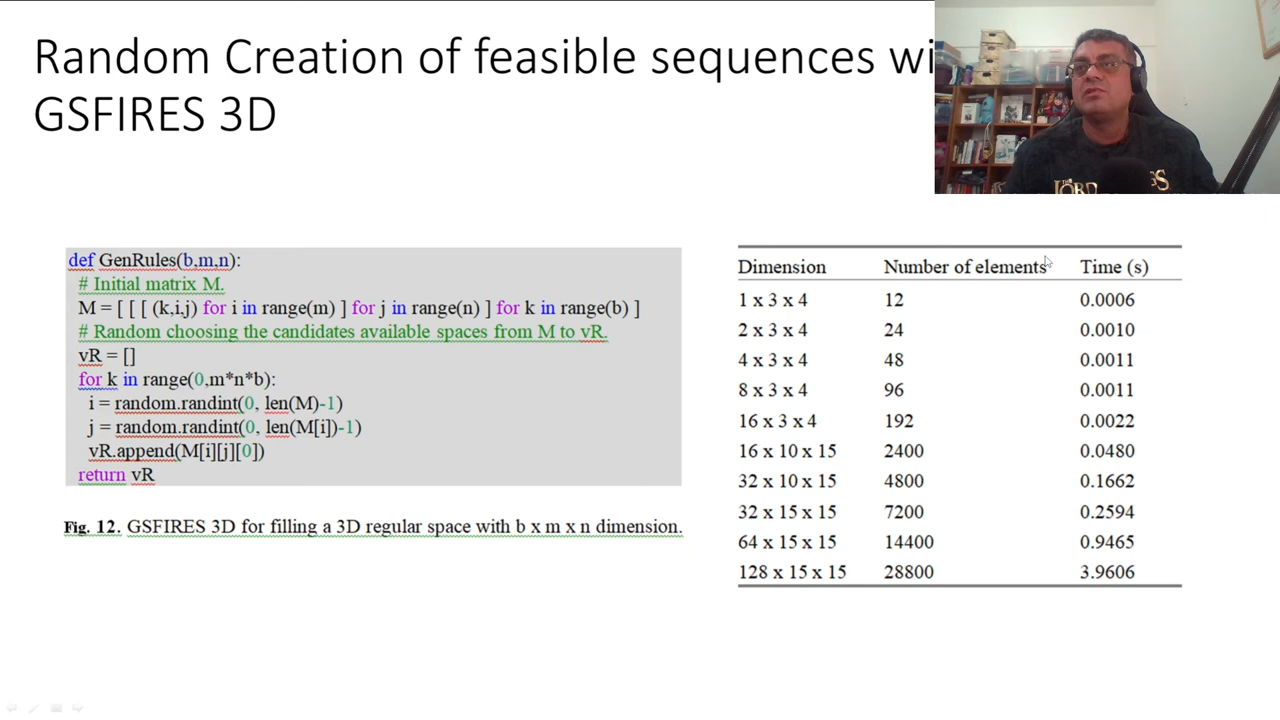 Random Creation of feasible sequences wi
GSFIRES 3D
def GenRules(b,m,n):
# Initial matrix M.
M = [ [ [ (k,i,j) for i in range(m) ] for j in range(n) ] for k in range(b) ]
# Random choosing the candidates available spaces from M to vR.
vR = []
for k in range(0,m*n*b):
i = random.randint(0, len(M)-1)
j = random.randint(0, len(M[i])-1)
vR.append(M[i][j][0])
return vR
Fig. 12. GSFIRES 3D for filling a 3D regular space with b x m x n dimension.
Dimension Number of elements Time (s)
1 x 3 x 4 12 0.0006
2 x 3 x 4 24 0.0010
4 x 3 x 4 48 0.0011
8 x 3 x 4 96 0.0011
16 x 3 x 4 192 0.0022
16 x 10 x 15 2400 0.0480
32 x 10 x 15 4800 0.1662
32 x 15 x 15 7200 0.2594
64 x 15 x 15 14400 0.9465
128 x 15 x 15 28800 3.9606